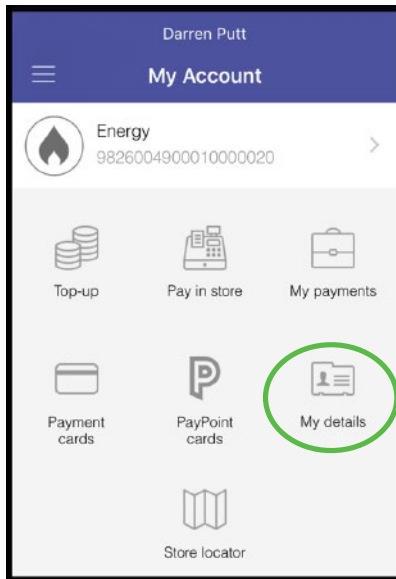 Darren Putt
My Account
Energy
9826004900010000020
Top-up
Pay in store
My payments
Payment
cards
PayPoint
cards
My details
Store locator